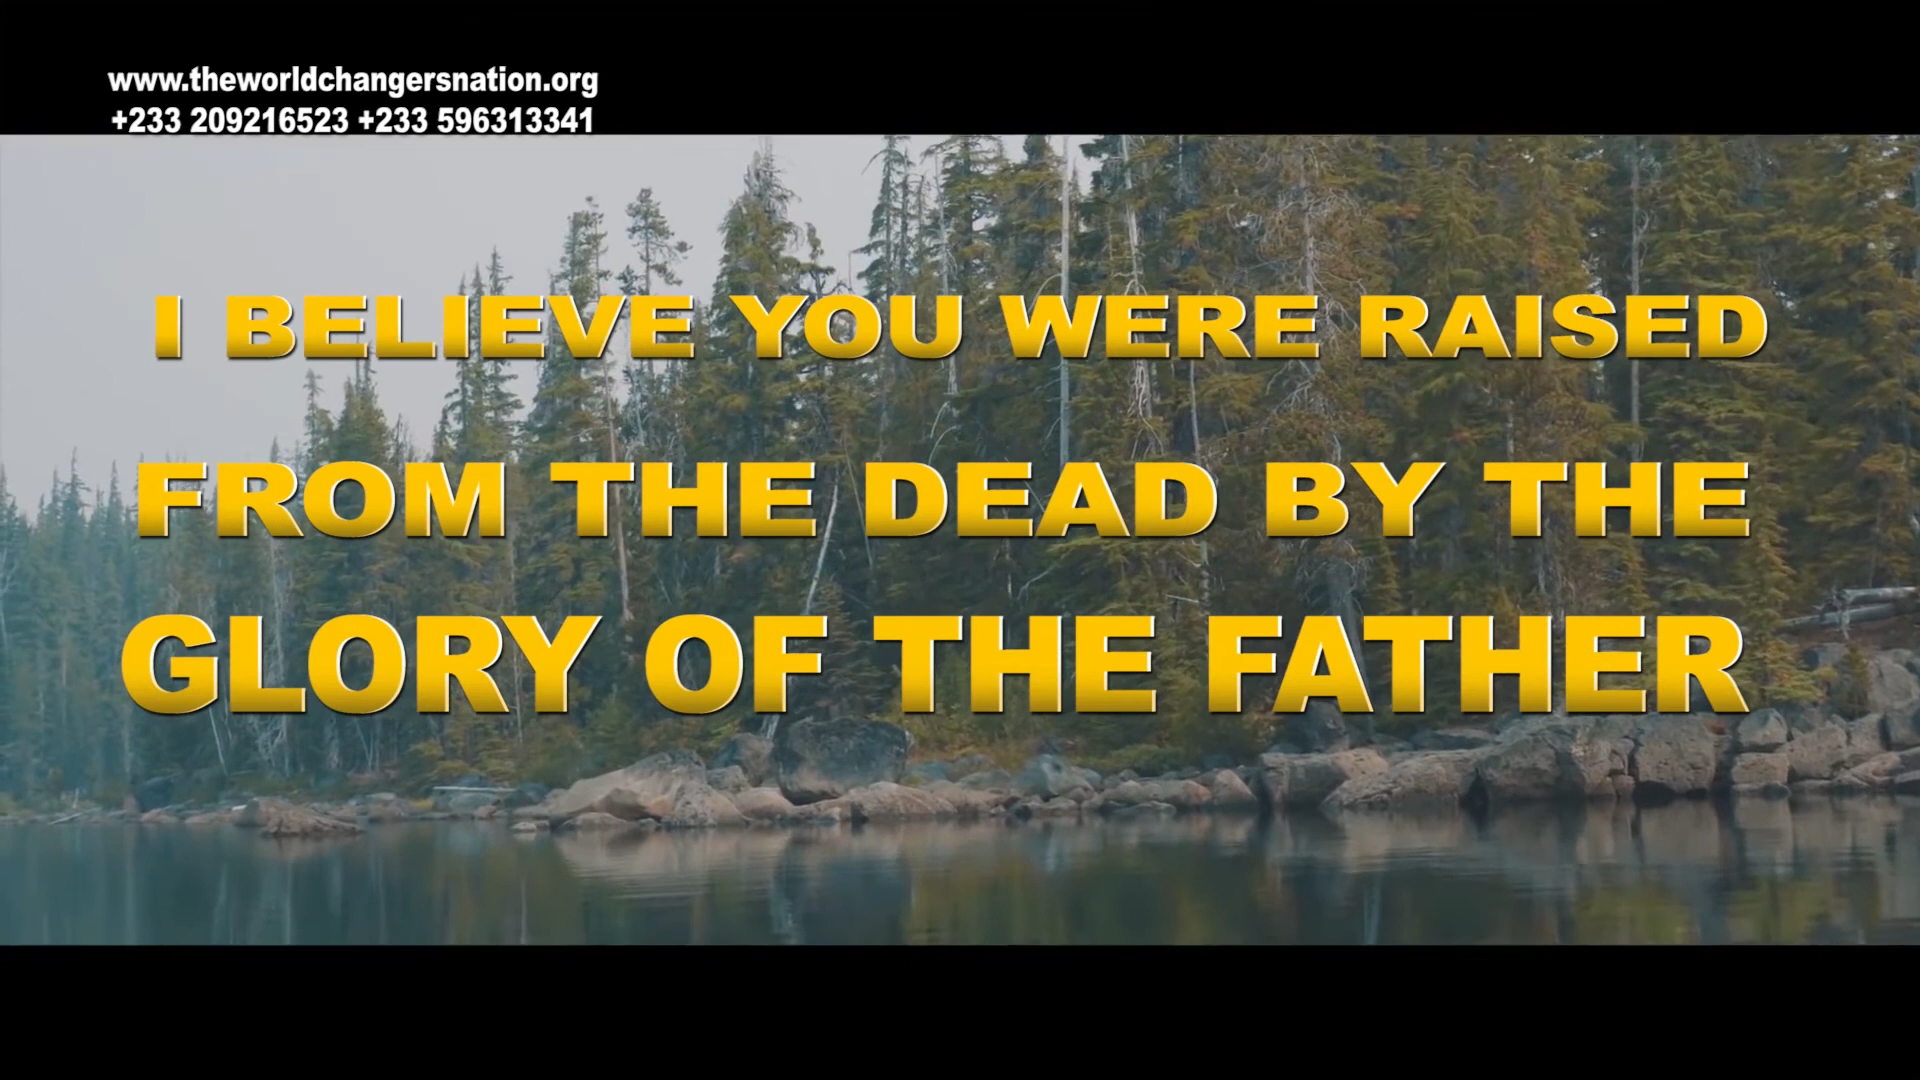 www.theworldchangersnation.org
+233 209216523 +233 596313341
I BELIEVE YOU WERE RAISED
FROM THE DEAD BY THE
GLORY OF THE FATHER